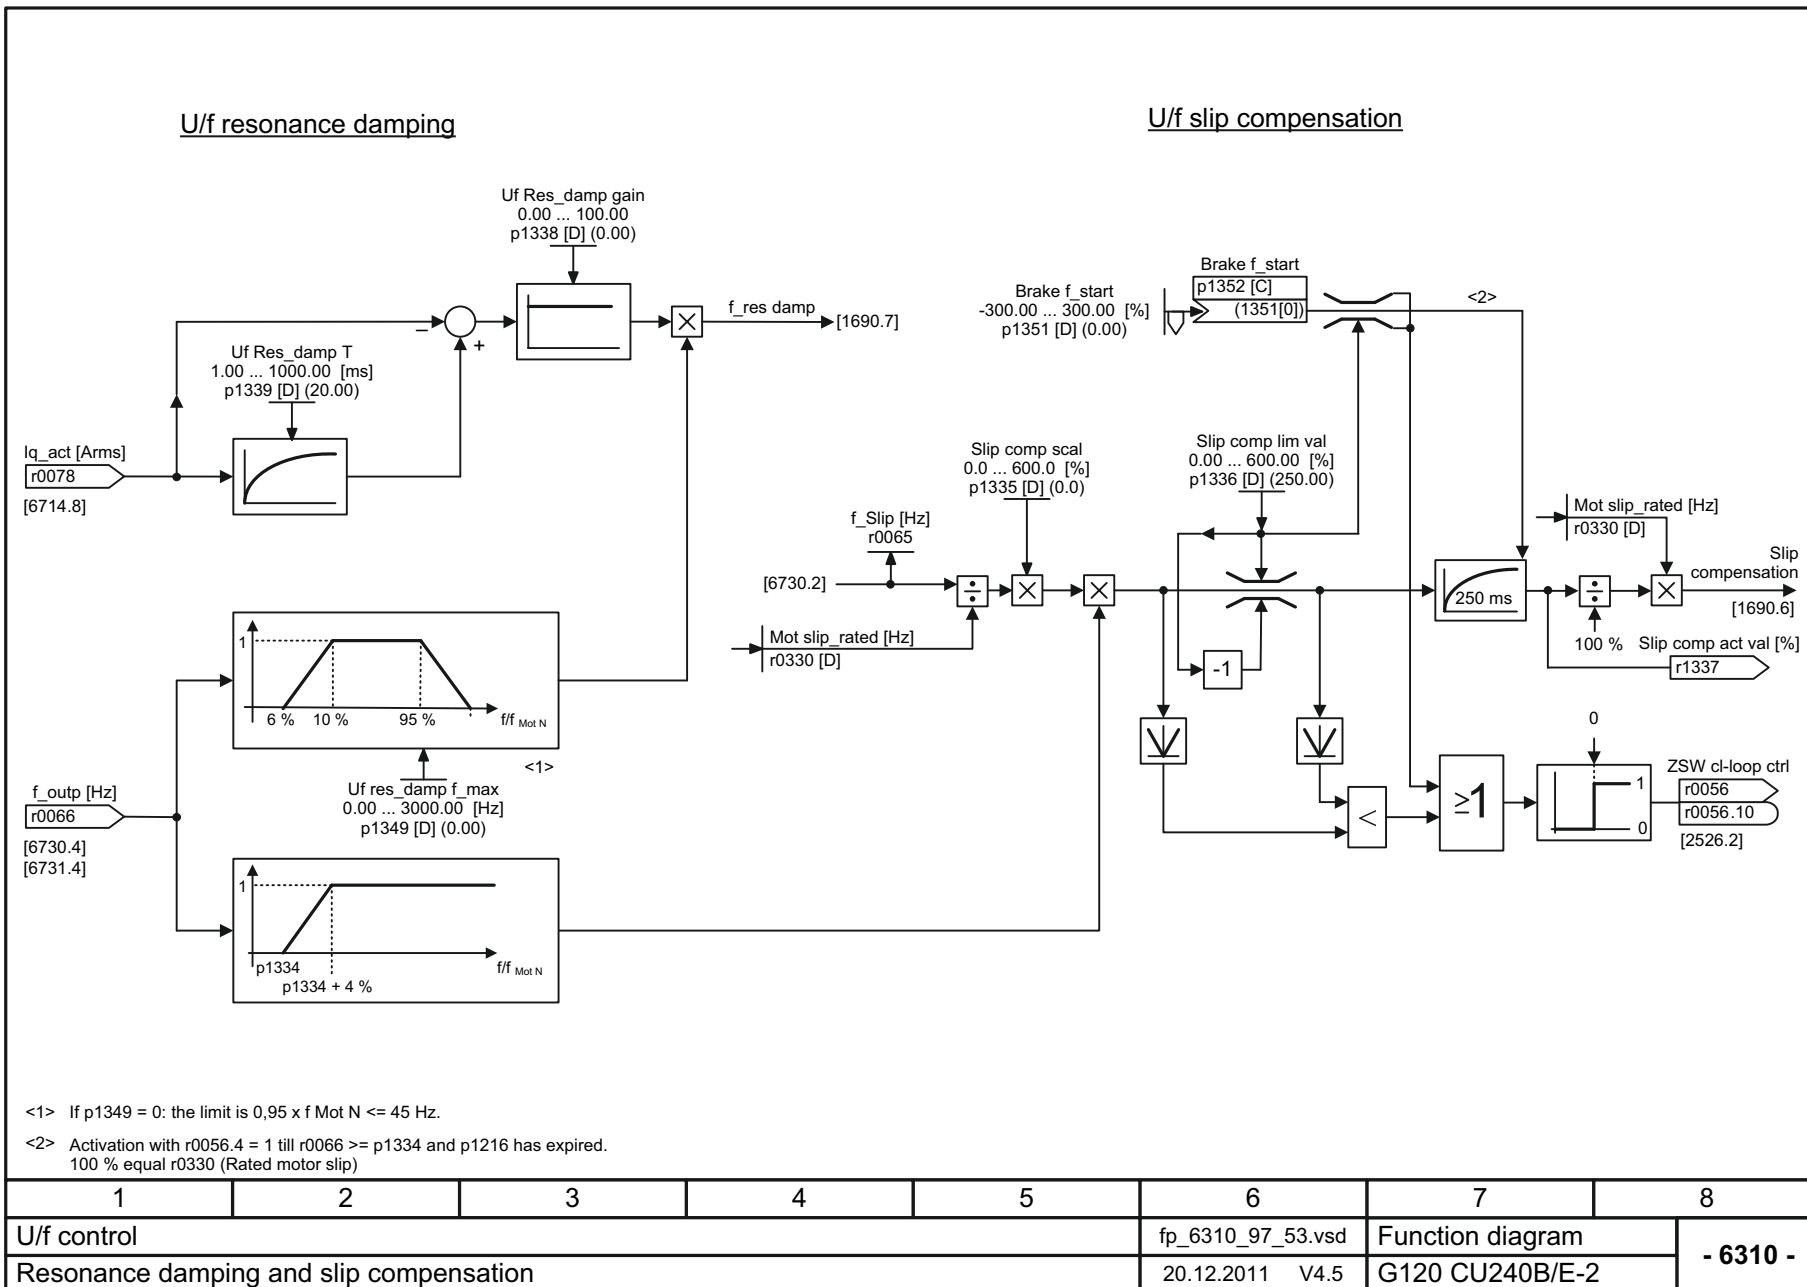 U/f resonance damping
U/f slip compensation
Uf Res_damp gain
0.00 ... 100.00
p1338 [D] (0.00)
f_res damp
[1690.7]
–
+
Uf Res_damp T
1.00 ... 1000.00 [ms]
p1339 [D] (20.00)
Iq_act [Arms]
r0078
[6714.8]
1
6 %
10 %
95 %
f/f Mot N
<1>
Uf res_damp f_max
0.00 ... 3000.00 [Hz]
p1349 [D] (0.00)
f_outp [Hz]
r0066
[6730.4]
[6731.4]
1
p1334
p1334 + 4 %
f/f Mot N
Brake f_start
-300.00 ... 300.00 [%]
p1351 [D] (0.00)
Brake f_start
p1352 [C]
(1351[0])
<2>
Slip comp scal
0.0 ... 600.0 [%]
p1335 [D] (0.0)
Slip comp lim val
0.00 ... 600.00 [%]
p1336 [D] (250.00)
f_Slip [Hz]
r0065
[6730.2]
÷
Mot slip_rated [Hz]
r0330 [D]
-1
Mot slip_rated [Hz]
r0330 [D]
250 ms
÷
100 %
Slip
compensation
[1690.6]
Slip comp act val [%]
r1337
<
≥1
0
1
0
ZSW cl-loop ctrl
r0056
r0056.10
[2526.2]
<1> If p1349 = 0: the limit is 0,95 x f Mot N <= 45 Hz.
<2> Activation with r0056.4 = 1 till r0066 >= p1334 and p1216 has expired.
100 % equal r0330 (Rated motor slip)
1 2 3 4 5 6 7 8
U/f control
fp_6310_97_53.vsd
Function diagram
- 6310 -
Resonance damping and slip compensation
20.12.2011 V4.5
G120 CU240B/E-2